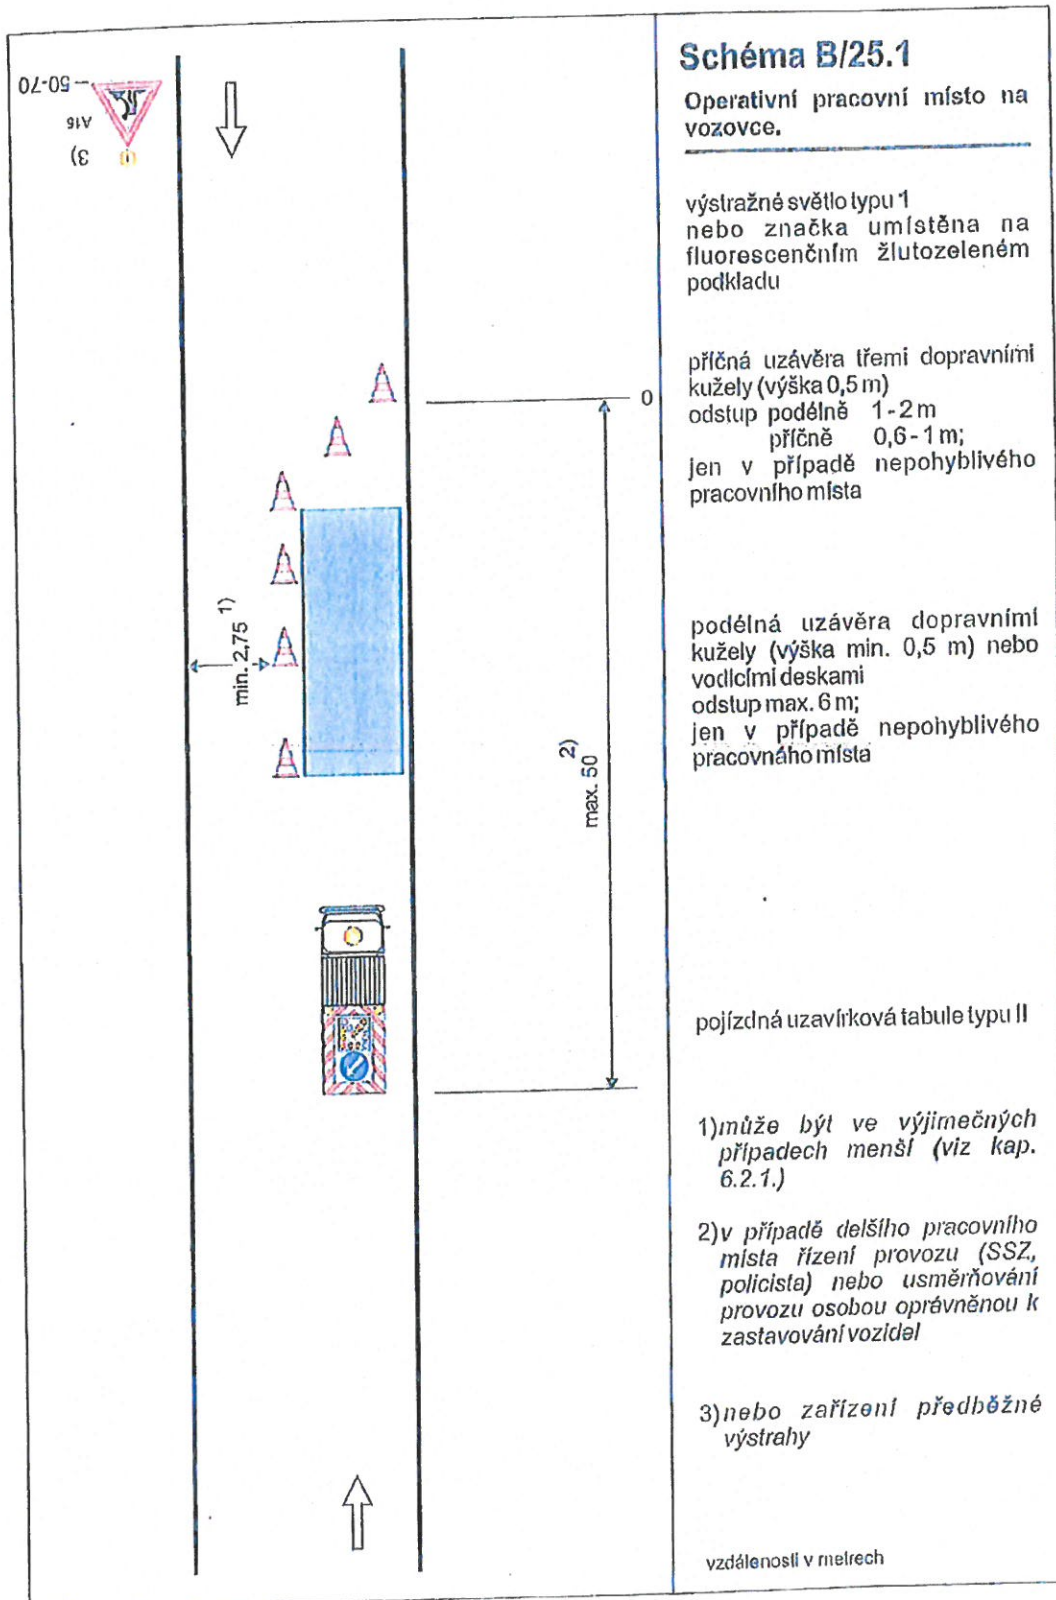 Schéma B/25.1
Operativní pracovní místo na
vozovce.
50-70
A15
3)
výstražné světlo typu 1
nebo značka umístěna na
fluorescenčním žlutozeleném
podkladu
příčná uzávěra třemi dopravními
kužely (výška 0,5 m)
odstup podélně 1-2 m
příčně 0,6-1 m;
jen v případě nepohyblivého
pracovního místa
0
min. 2,75 1)
max. 50 2)
podélná uzávěra dopravními
kužely (výška min. 0,5 m) nebo
vodícími deskami
odstup max. 6 m;
jen v případě nepohyblivého
pracovnáho místa
pojízdná uzavírková tabule typu II
1) může být ve výjimečných
případech menší (viz kap.
6.2.1.)
2) v případě delšího pracovního
místa řízení provozu (SSZ,
policista) nebo usměrňování
provozu osobou oprávněnou k
zastavování vozidel
3) nebo zařízení předběžné
výstrahy
vzdálenosti v metrech